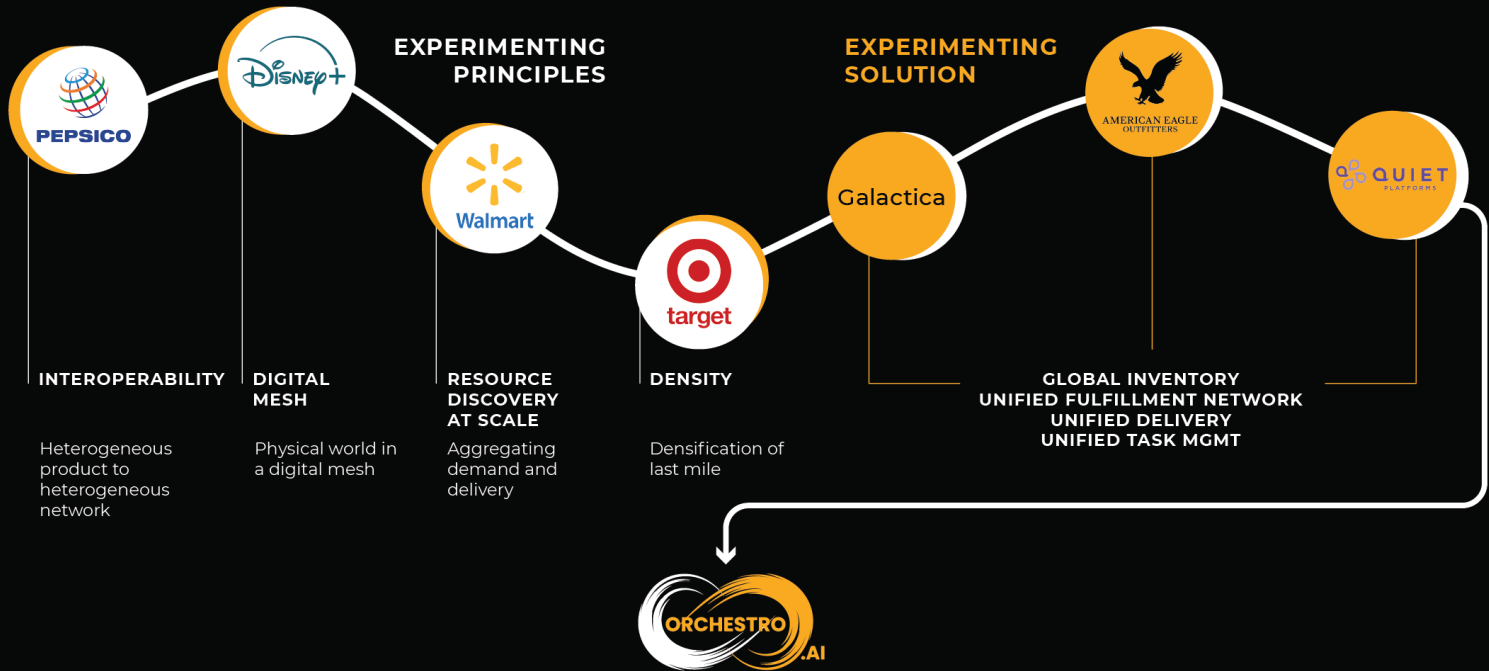 EXPERIMENTING
PRINCIPLES
EXPERIMENTING
SOLUTION
PEPSICO
Disney+
Walmart
target
Galactica
AMERICAN EAGLE
OUTFITTERS
QUIET
PLATFORMS
INTEROPERABILITY
Heterogeneous
product to
heterogeneous
network
DIGITAL
MESH
Physical world in
a digital mesh
RESOURCE
DISCOVERY
AT SCALE
Aggregating
demand and
delivery
DENSITY
Densification of
last mile
GLOBAL INVENTORY
UNIFIED FULFILLMENT NETWORK
UNIFIED DELIVERY
UNIFIED TASK MGMT
ORCHESTRO
.AI